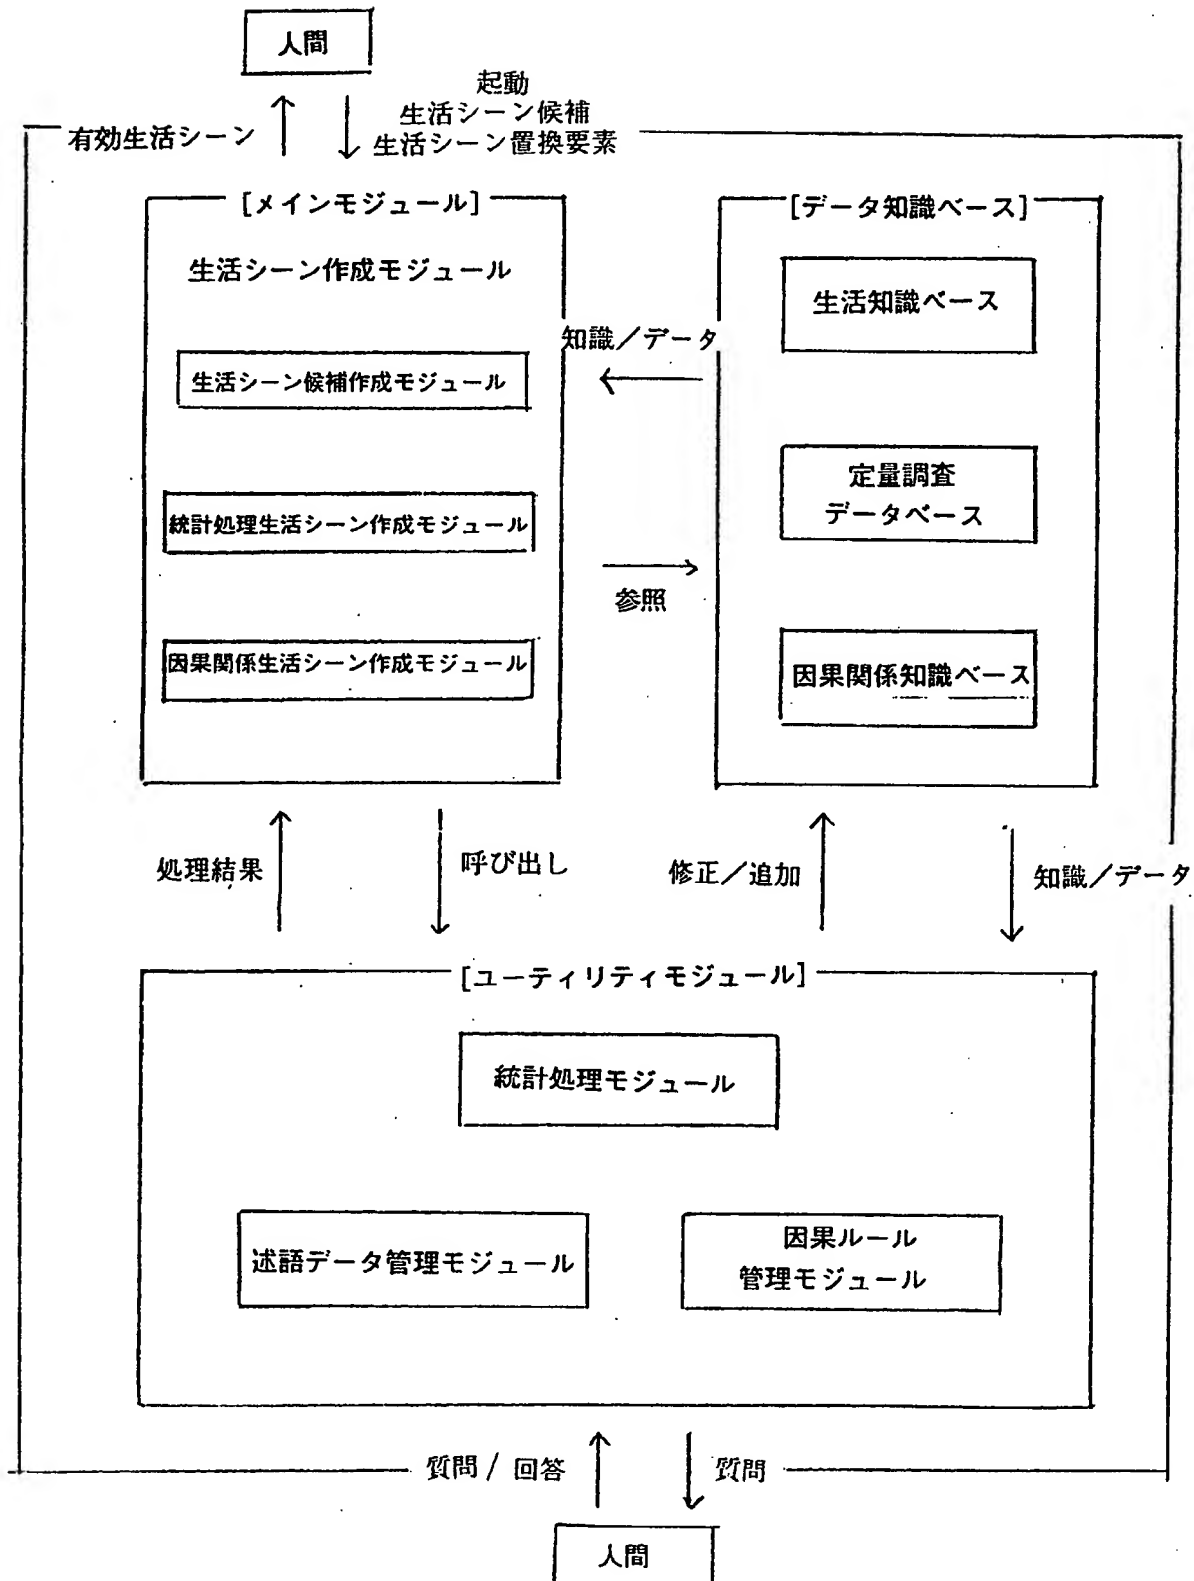 人間
起動
生活シーン候補
生活シーン置換要素
有効生活シーン
[メインモジュール]
生活シーン作成モジュール
生活シーン候補作成モジュール
統計処理生活シーン作成モジュール
因果関係生活シーン作成モジュール
知識／データ
参照
[データ知識ベース]
生活知識ベース
定量調査
データベース
因果関係知識ベース
処理結果
呼び出し
修正／追加
知識／データ
[ユーティリティモジュール]
統計処理モジュール
述語データ管理モジュール
因果ルール
管理モジュール
質問 / 回答
質問
人間